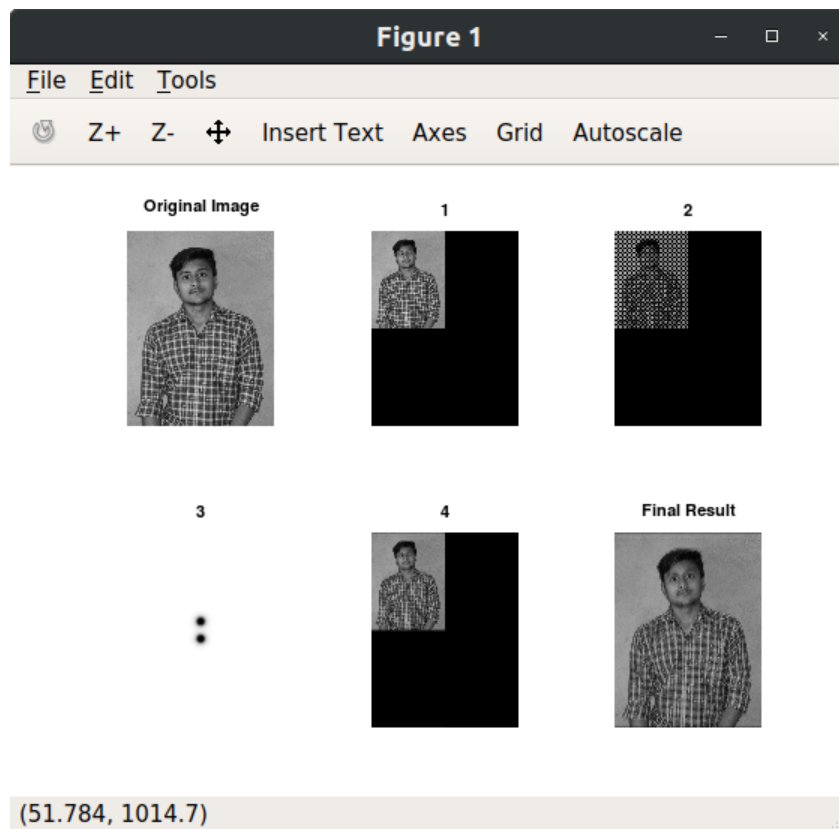 Figure 1
File Edit Tools
Z+ Z- Insert Text Axes Grid Autoscale
Original Image 1 2
3 4 Final Result
(51.784, 1014.7)